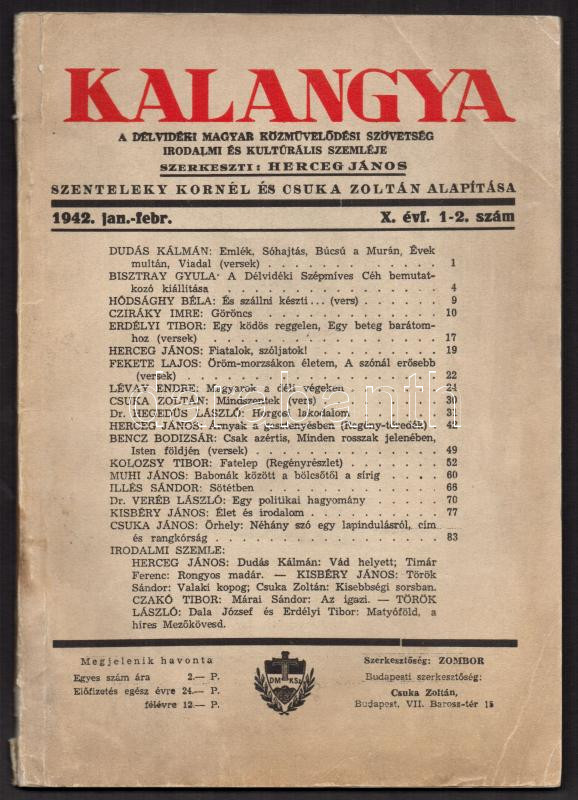 KALANGYA
A DÉLVIDÉKI MAGYAR KÖZMŰVELŐDÉSI SZÖVETSÉG
IRODALMI ÉS KULTÚRÁLIS SZEMLÉJE
SZERKESZTI: HERCEG JÁNOS
SZENTELEKY KORNÉL ÉS CSUKA ZOLTÁN ALAPÍTÁSA
1942. jan.-febr. X. évf. 1-2. szám
DUDÁS KÁLMÁN: Emlék, Sóhajtás, Búcsú a Murán, Évek
multán, Viadal (versek) . . . . . . . . . . . 1
BISZTRAY GYULA· A Délvidéki Szépmíves Céh bemutat-
kozó kiállítása . . . . . . . . . . . 4
HÓDSÁGHY BÉLA: És szállni készti... (vers) . . . . . . 9
CZIRÁKY IMRE: Göröncs . . . . . . . . . . . 10
ERDÉLYI TIBOR: Egy ködös reggelen, Egy beteg barátom-
hoz (versek) . . . . . . . . . . . 17
HERCEG JÁNOS: Fiatalok, szóljatok! . . . . . . . . 19
FEKETE LAJOS: Öröm-morzsákon életem, A szónál erősebb
(versek) . . . . . . . . . . . 22
LÉVAY ENDRE: Magyarok a déli végeken . . . . . . 24
CSUKA ZOLTÁN: Mindszentek (vers) . . . . . . . 30
Dr. HEGEDŰS LÁSZLÓ: Horgosi lakodalom . . . . . 31
HERCEG JÁNOS: Árnyak a gesztenyésben (Regény-töredék)
BENCZ BODIZSÁR: Csak azértis, Minden rosszak jelenében,
Isten földjén (versek) . . . . . . . . . . . 49
KOLOZSY TIBOR: Fatelep (Regényrészlet) . . . . . . 52
MUHI JÁNOS: Babonák között a bölcsőtől a sírig . . . . 60
ILLÉS SÁNDOR: Sötétben . . . . . . . . . . . 66
Dr. VERÉB LÁSZLÓ: Egy politikai hagyomány . . . . . 70
KISBÉRY JÁNOS: Élet és irodalom . . . . . . . . 77
CSUKA JÁNOS: Őrhely: Néhány szó egy lapindulásról, cím
és rangkórság . . . . . . . . . . . 83
IRODALMI SZEMLE:
HERCEG JÁNOS: Dudás Kálmán: Vád helyett; Timár
Ferenc: Rongyos madár. — KISBÉRY JÁNOS: Török
Sándor: Valaki kopog; Csuka Zoltán: Kisebbségi sorsban.
CZAKÓ TIBOR: Márai Sándor: Az igazi. — TÖRÖK
LÁSZLÓ: Dala József és Erdélyi Tibor: Matyóföld, a
híres Mezőkövesd.
Megjelenik havonta
Egyes szám ára 2.— P.
Előfizetés egész évre 24.— P.
félévre 12.— P.
DM KSz
Szerkesztőség: ZOMBOR
Budapesti szerkesztőség:
Csuka Zoltán,
Budapest, VII. Barosz-tér 15
darabanth